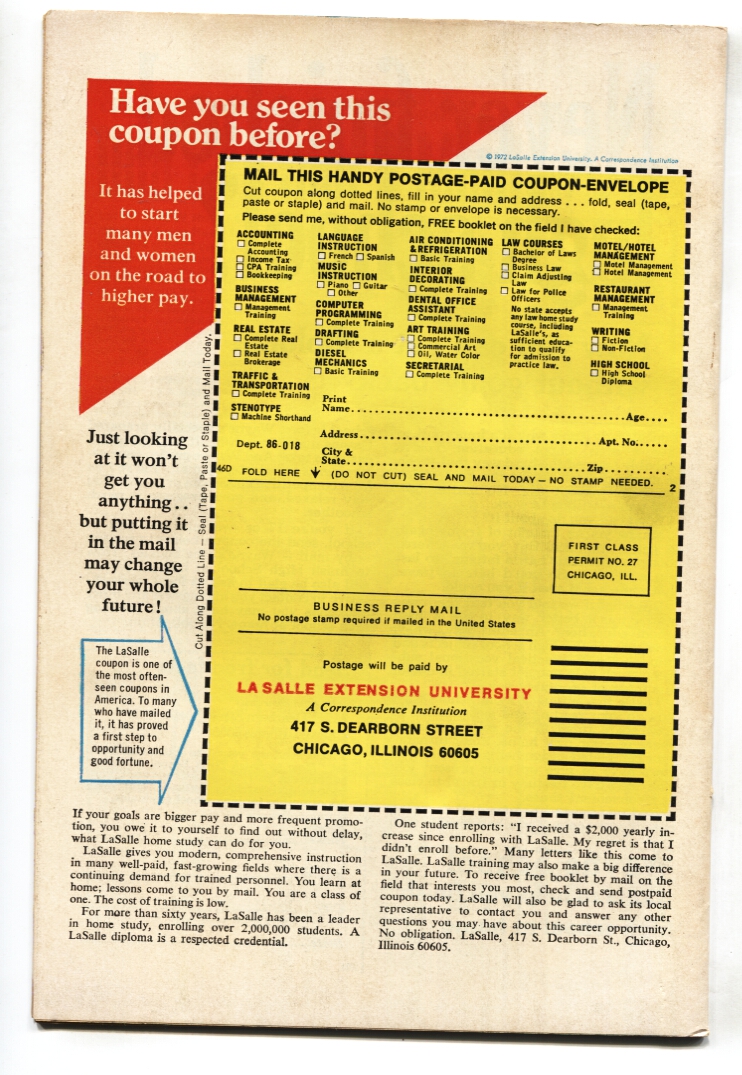 Have you seen this
coupon before?
It has helped
to start
many men
and women
on the road to
higher pay.
Just looking
at it won't
get you
anything..
but putting it
in the mail
may change
your whole
future!
The LaSalle
coupon is one of
the most often-
seen coupons in
America. To many
who have mailed
it, it has proved
a first step to
opportunity and
good fortune.
© 1972 LaSalle Extension University, A Correspondence Institution
Cut Along Dotted Line — Seal (Tape, Paste or Staple) and Mail Today.
MAIL THIS HANDY POSTAGE-PAID COUPON-ENVELOPE
Cut coupon along dotted lines, fill in your name and address . . . fold, seal (tape,
paste or staple) and mail. No stamp or envelope is necessary.
Please send me, without obligation, FREE booklet on the field I have checked:
ACCOUNTING
Complete
Accounting
Income Tax
CPA Training
Bookkeeping
BUSINESS
MANAGEMENT
Management
Training
REAL ESTATE
Complete Real
Estate
Real Estate
Brokerage
TRAFFIC &
TRANSPORTATION
Complete Training
STENOTYPE
Machine Shorthand
LANGUAGE
INSTRUCTION
French Spanish
MUSIC
INSTRUCTION
Piano Guitar
Other
COMPUTER
PROGRAMMING
Complete Training
DRAFTING
Complete Training
DIESEL
MECHANICS
Basic Training
AIR CONDITIONING
& REFRIGERATION
Basic Training
INTERIOR
DECORATING
Complete Training
DENTAL OFFICE
ASSISTANT
Complete Training
ART TRAINING
Complete Training
Commercial Art
Oil, Water Color
SECRETARIAL
Complete Training
LAW COURSES
Bachelor of Laws
Degree
Business Law
Claim Adjusting
Law
Law for Police
Officers
No state accepts
any law home study
course, including
LaSalle's, as
sufficient educa-
tion to qualify
for admission to
practice law.
MOTEL/HOTEL
MANAGEMENT
Motel Management
Hotel Management
RESTAURANT
MANAGEMENT
Management
Training
WRITING
Fiction
Non-Fiction
HIGH SCHOOL
High School
Diploma
Print
Name Age
Address Apt. No.
Dept. 86-018
City &
State Zip
46D FOLD HERE (DO NOT CUT) SEAL AND MAIL TODAY — NO STAMP NEEDED. 2
FIRST CLASS
PERMIT NO. 27
CHICAGO, ILL.
BUSINESS REPLY MAIL
No postage stamp required if mailed in the United States
Postage will be paid by
LA SALLE EXTENSION UNIVERSITY
A Correspondence Institution
417 S. DEARBORN STREET
CHICAGO, ILLINOIS 60605
If your goals are bigger pay and more frequent promo-
tion, you owe it to yourself to find out without delay,
what LaSalle home study can do for you.
LaSalle gives you modern, comprehensive instruction
in many well-paid, fast-growing fields where there is a
continuing demand for trained personnel. You learn at
home; lessons come to you by mail. You are a class of
one. The cost of training is low.
For more than sixty years, LaSalle has been a leader
in home study, enrolling over 2,000,000 students. A
LaSalle diploma is a respected credential.
One student reports: "I received a $2,000 yearly in-
crease since enrolling with LaSalle. My regret is that I
didn't enroll before." Many letters like this come to
LaSalle. LaSalle training may also make a big difference
in your future. To receive free booklet by mail on the
field that interests you most, check and send postpaid
coupon today. LaSalle will also be glad to ask its local
representative to contact you and answer any other
questions you may have about this career opportunity.
No obligation. LaSalle, 417 S. Dearborn St., Chicago,
Illinois 60605.